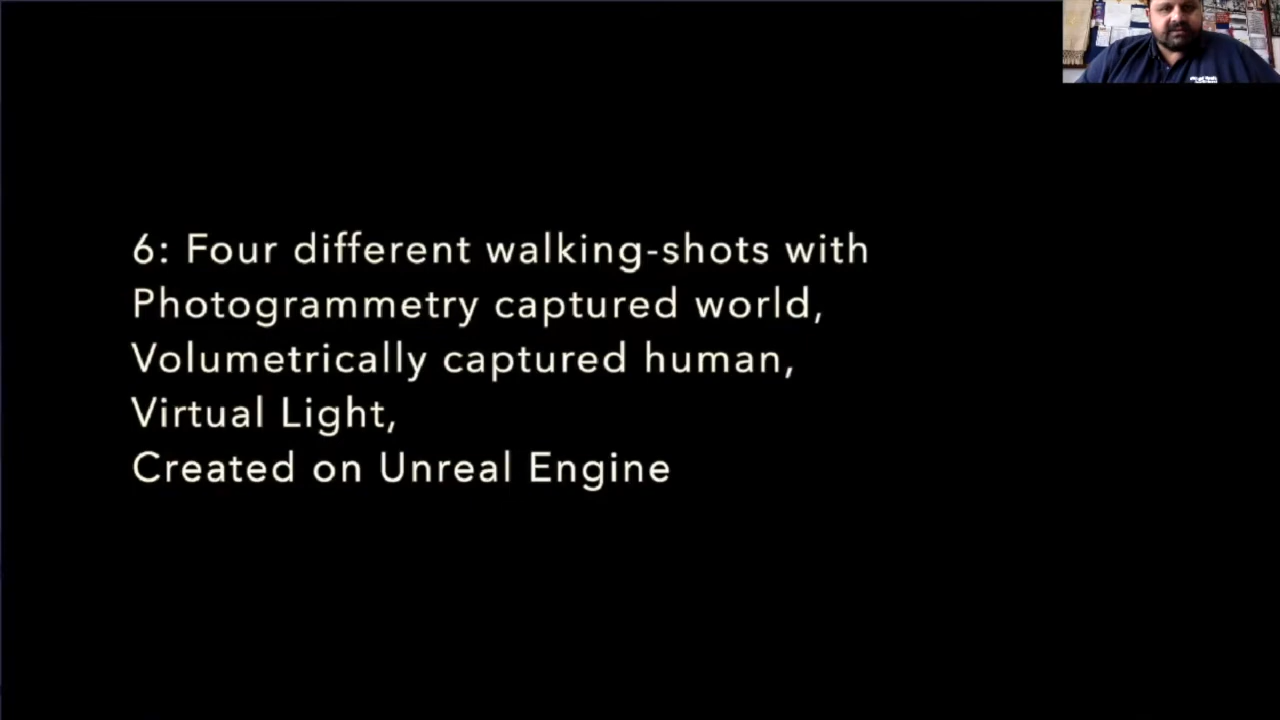 6: Four different walking-shots with
Photogrammetry captured world,
Volumetrically captured human,
Virtual Light,
Created on Unreal Engine